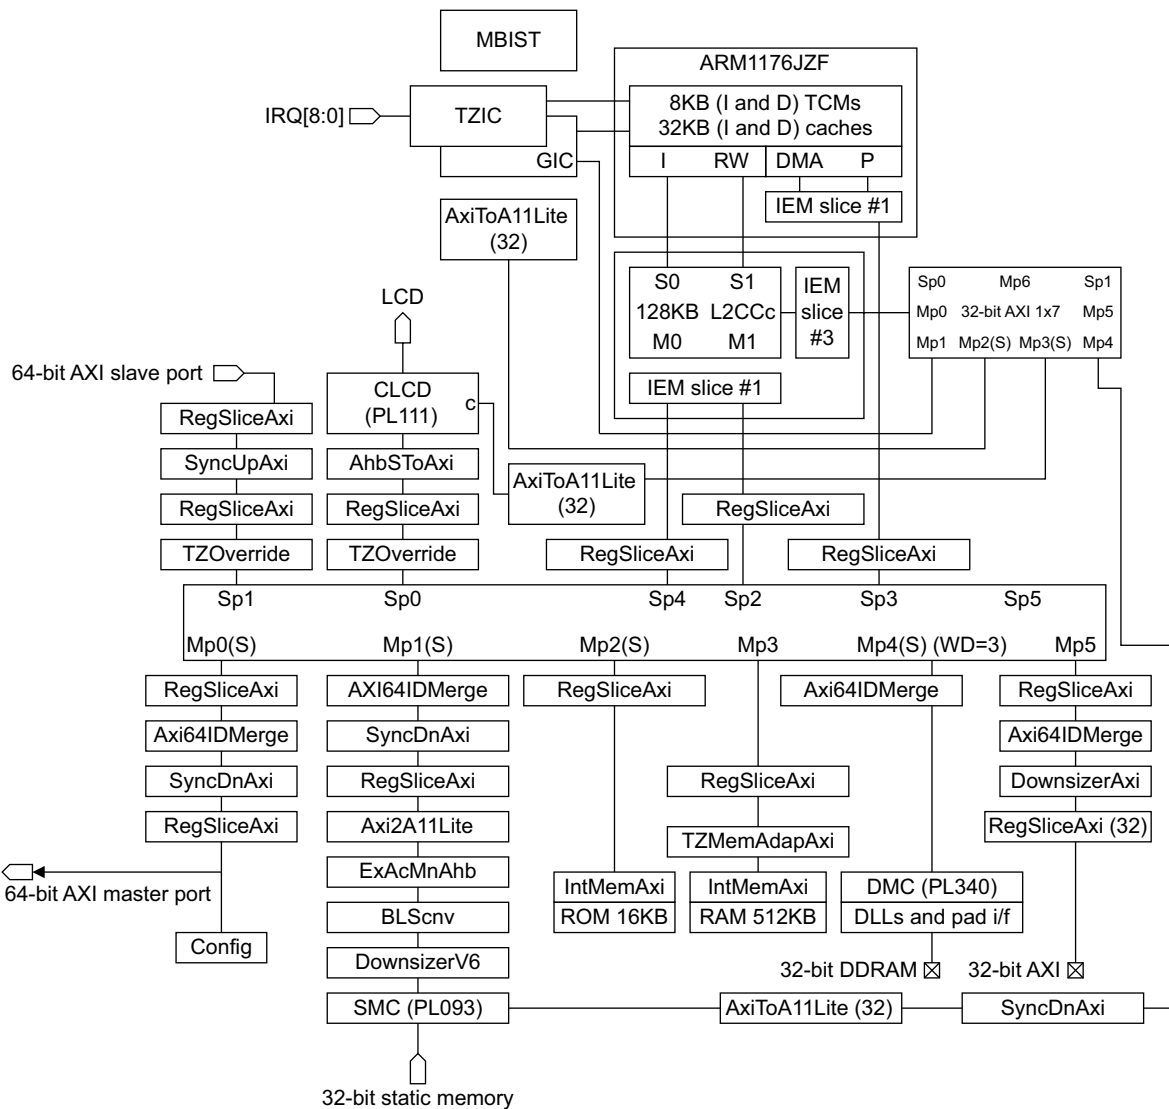 MBIST
ARM1176JZF
IRQ[8:0]
TZIC
8KB (I and D) TCMs
32KB (I and D) caches
GIC
I RW DMA P
IEM slice #1
AxiToA11Lite
(32)
S0 S1
128KB L2CCc
M0 M1
IEM
slice
#3
Sp0 Mp6 Sp1
Mp0 32-bit AXI 1x7 Mp5
Mp1 Mp2(S) Mp3(S) Mp4
LCD
64-bit AXI slave port
CLCD
(PL111)
c
IEM slice #1
RegSliceAxi
SyncUpAxi
AhbSToAxi
AxiToA11Lite
(32)
RegSliceAxi
RegSliceAxi
RegSliceAxi
TZOverride
TZOverride
RegSliceAxi
RegSliceAxi
Sp1 Sp0 Sp4 Sp2 Sp3 Sp5
Mp0(S) Mp1(S) Mp2(S) Mp3 Mp4(S) (WD=3) Mp5
RegSliceAxi
AXI64IDMerge
RegSliceAxi
Axi64IDMerge
RegSliceAxi
Axi64IDMerge
SyncDnAxi
Axi64IDMerge
SyncDnAxi
RegSliceAxi
RegSliceAxi
DownsizerAxi
RegSliceAxi
Axi2A11Lite
TZMemAdapAxi
RegSliceAxi (32)
64-bit AXI master port
ExAcMnAhb
IntMemAxi
ROM 16KB
IntMemAxi
RAM 512KB
DMC (PL340)
DLLs and pad i/f
BLScnv
Config
DownsizerV6
32-bit DDRAM
32-bit AXI
SMC (PL093)
AxiToA11Lite (32)
SyncDnAxi
32-bit static memory